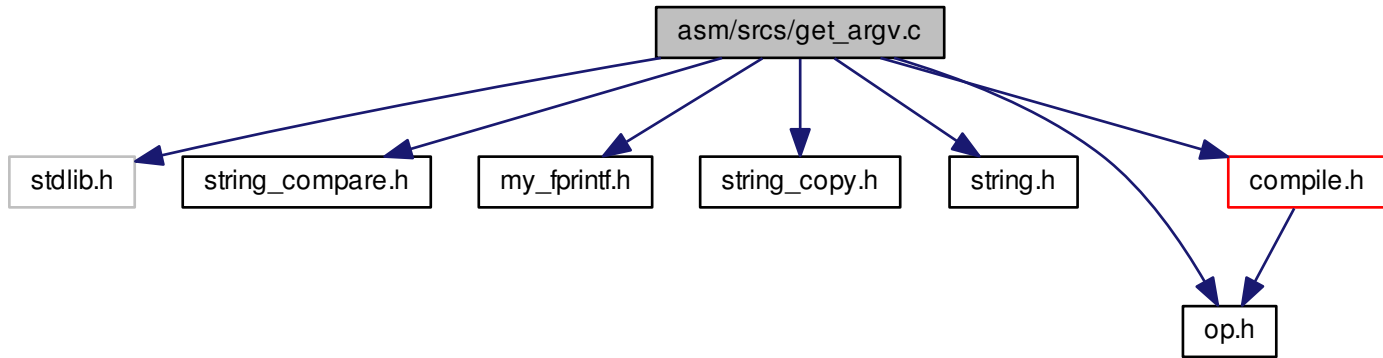 asm/srcs/get_argv.c
stdlib.h
string_compare.h
my_fprintf.h
string_copy.h
string.h
compile.h
op.h